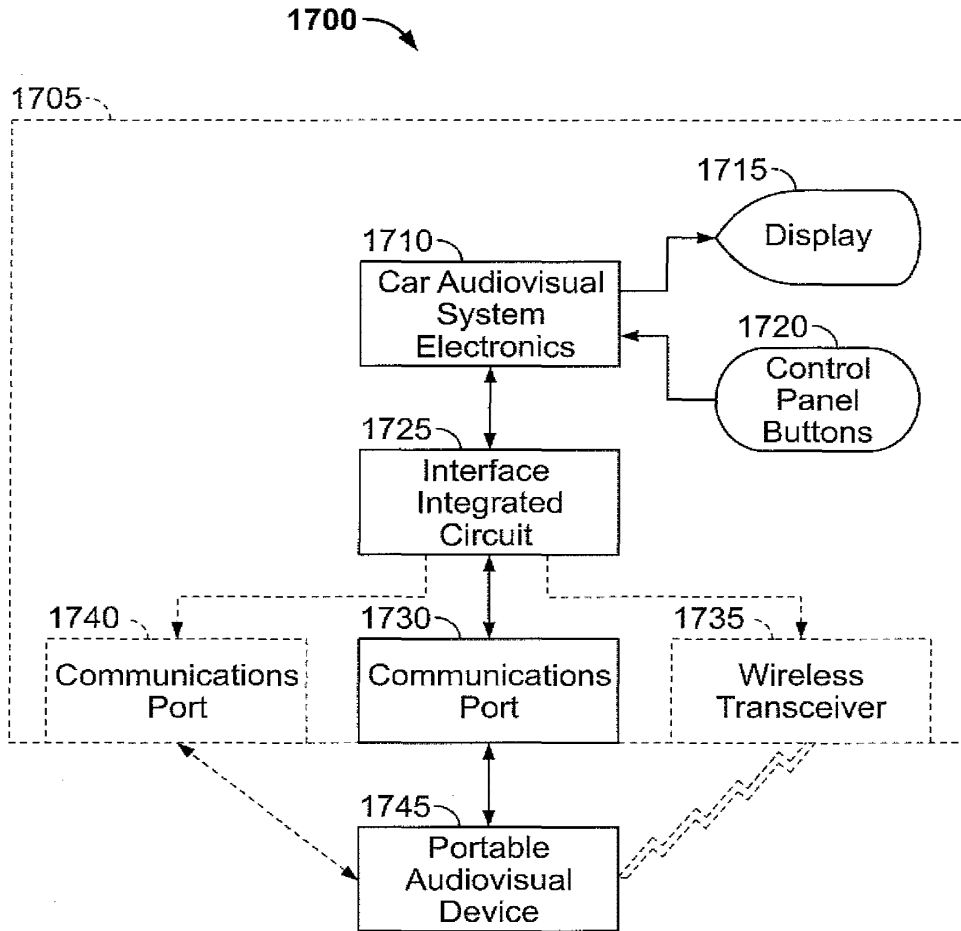 1700
1705
1715
Display
1710
Car Audiovisual
System
Electronics
1720
Control
Panel
Buttons
1725
Interface
Integrated
Circuit
1740
Communications
Port
1730
Communications
Port
1735
Wireless
Transceiver
1745
Portable
Audiovisual
Device